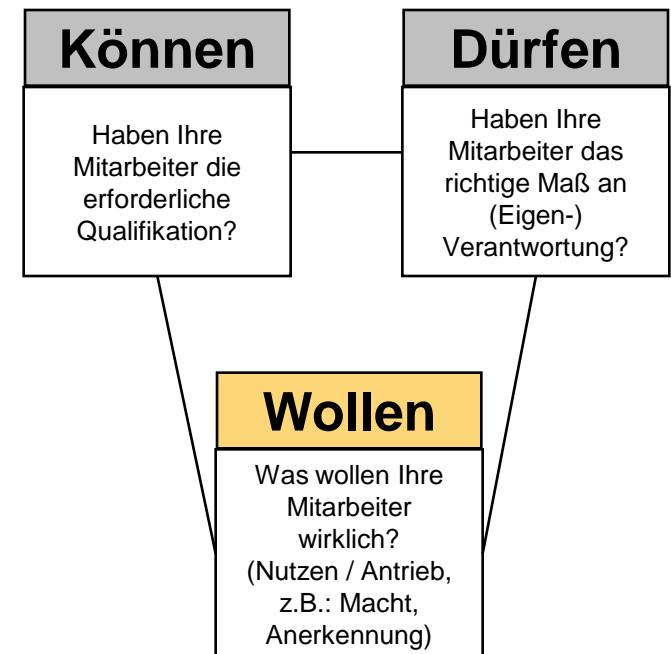 Können
Haben Ihre
Mitarbeiter die
erforderliche
Qualifikation?
Dürfen
Haben Ihre
Mitarbeiter das
richtige Maß an
(Eigen-)
Verantwortung?
Wollen
Was wollen Ihre
Mitarbeiter
wirklich?
(Nutzen / Antrieb,
z.B.: Macht,
Anerkennung)